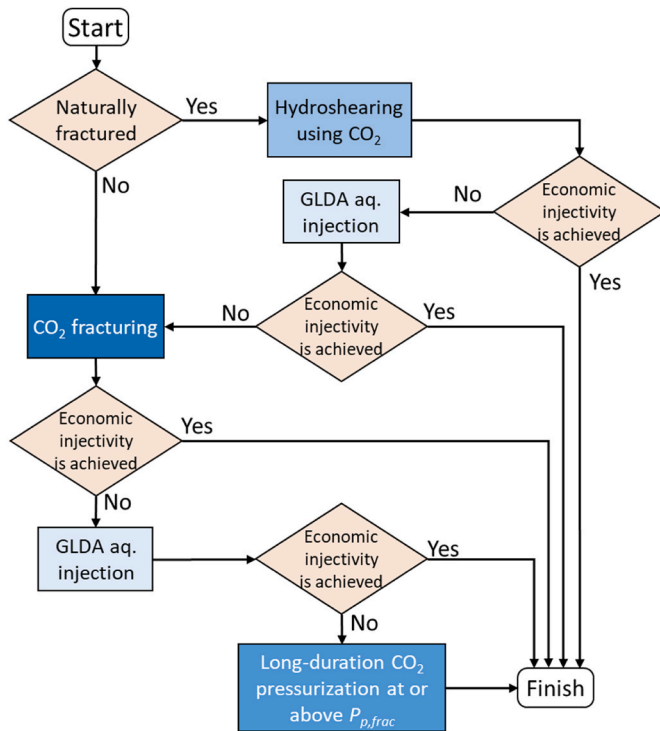 Start
Naturally
fractured
Yes
Hydroshearing
using CO₂
No
Economic
injectivity
is achieved
No
Yes
GLDA aq.
injection
Economic
injectivity
is achieved
No
Yes
CO₂ fracturing
Economic
injectivity
is achieved
Yes
No
GLDA aq.
injection
Economic
injectivity
is achieved
Yes
No
Long-duration CO₂
pressurization at or
above Pp,frac
Finish